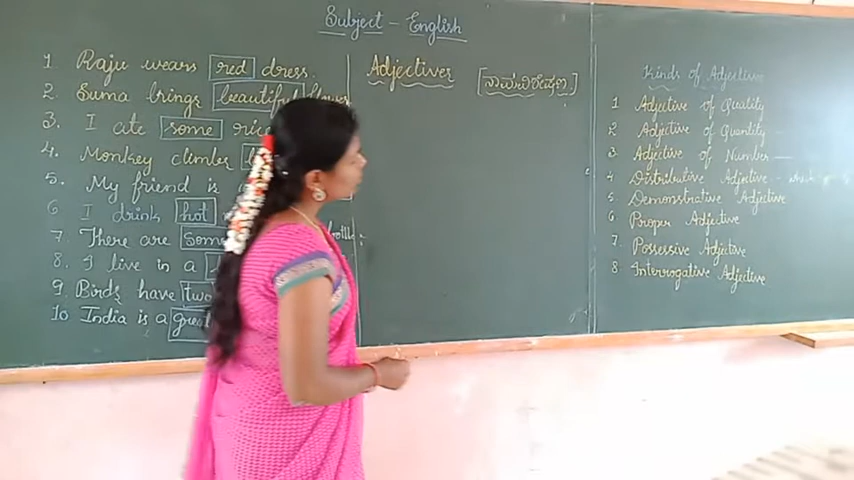 Subject - English
1. Raju wears red dress.
2. Suma brings beautiful
3. I ate some rice
4. Monkey climbs
5. My friend is a
6. I drink hot
7. There are some
8. I live in a
9. Birds have two
10. India is a great
Adjectives [ನಾಮವಿಶೇಷಣ]
Kinds of Adjective
1 Adjective of Quality
2. Adjective of Quantity
3. Adjective of Number
4 Distributive Adjective -
5. Demonstrative Adjective
6 Proper Adjective
7. Possessive Adjective
8 Interrogative Adjective